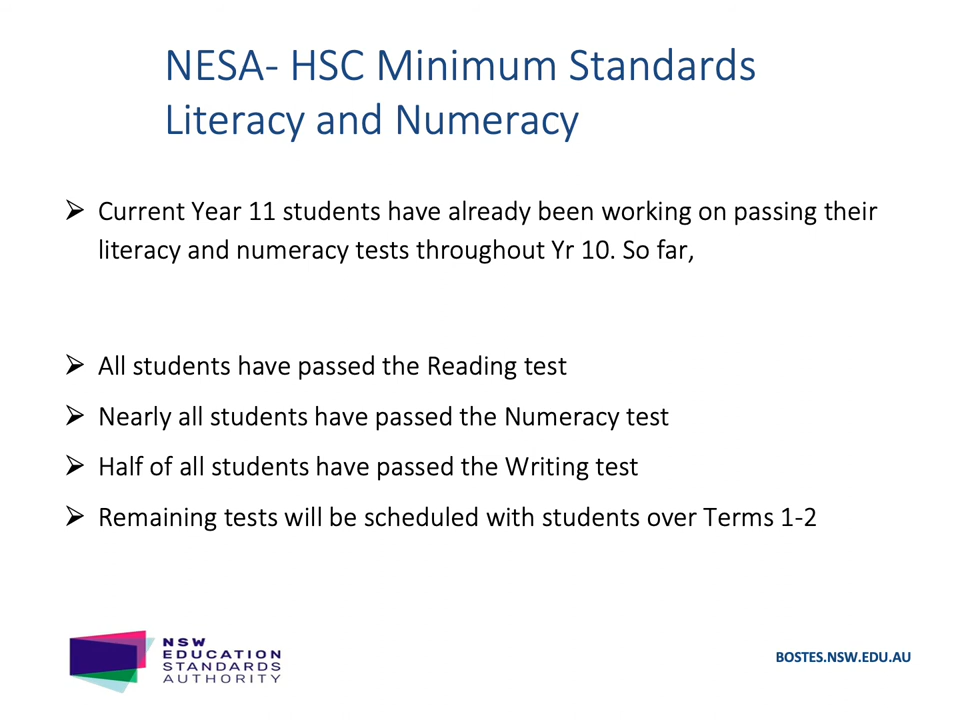 NESA- HSC Minimum Standards
Literacy and Numeracy
Current Year 11 students have already been working on passing their
literacy and numeracy tests throughout Yr 10. So far,
All students have passed the Reading test
Nearly all students have passed the Numeracy test
Half of all students have passed the Writing test
Remaining tests will be scheduled with students over Terms 1-2
NSW
EDUCATION
STANDARDS
AUTHORITY
BOSTES.NSW.EDU.AU